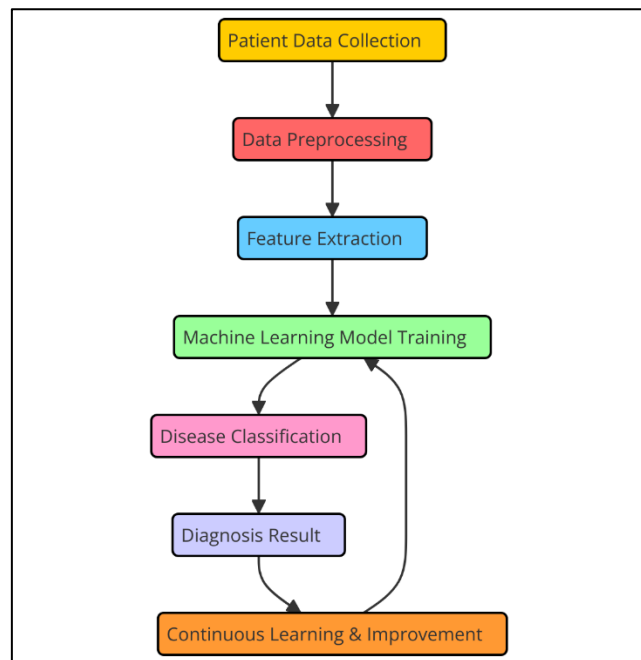 Patient Data Collection
Data Preprocessing
Feature Extraction
Machine Learning Model Training
Disease Classification
Diagnosis Result
Continuous Learning & Improvement